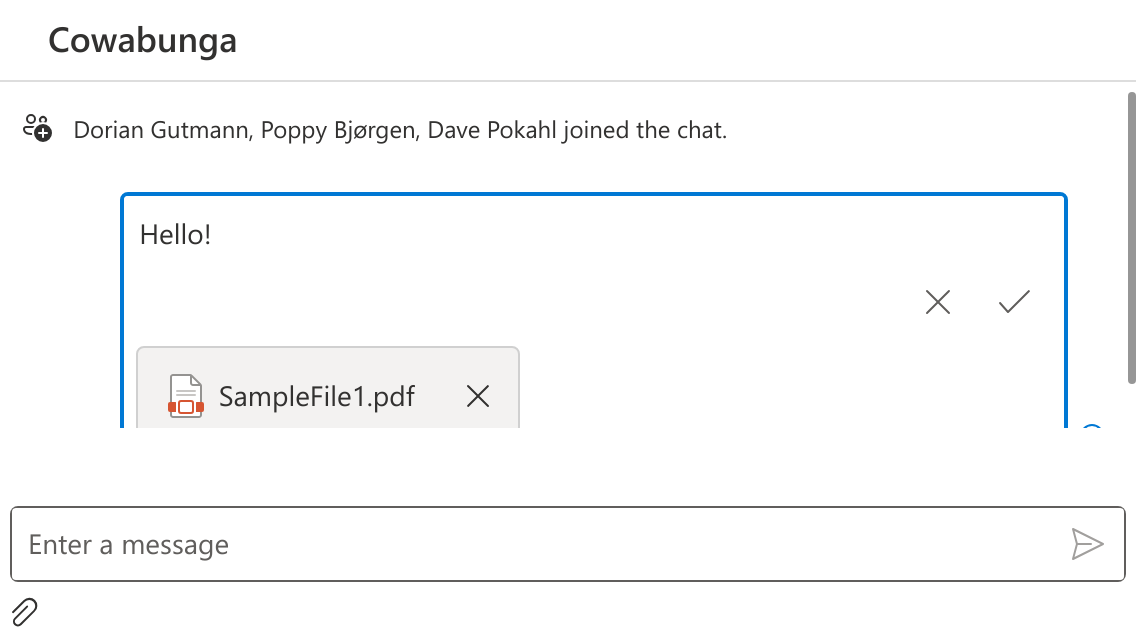 Cowabunga
Dorian Gutmann, Poppy Bjørgen, Dave Pokahl joined the chat.
Hello!
SampleFile1.pdf
Enter a message